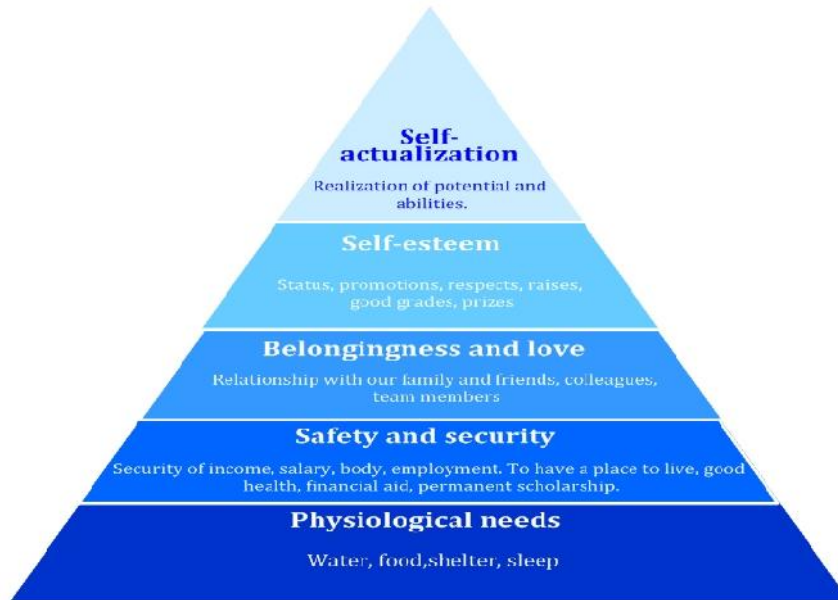 Self-
actualization
Realization of potential and
abilities.
Self-esteem
Status, promotions, respects, raises,
good grades, prizes
Belongingness and love
Relationship with our family and friends, colleagues,
team members
Safety and security
Security of income, salary, body, employment. To have a place to live, good
health, financial aid, permanent scholarship.
Physiological needs
Water, food,shelter, sleep